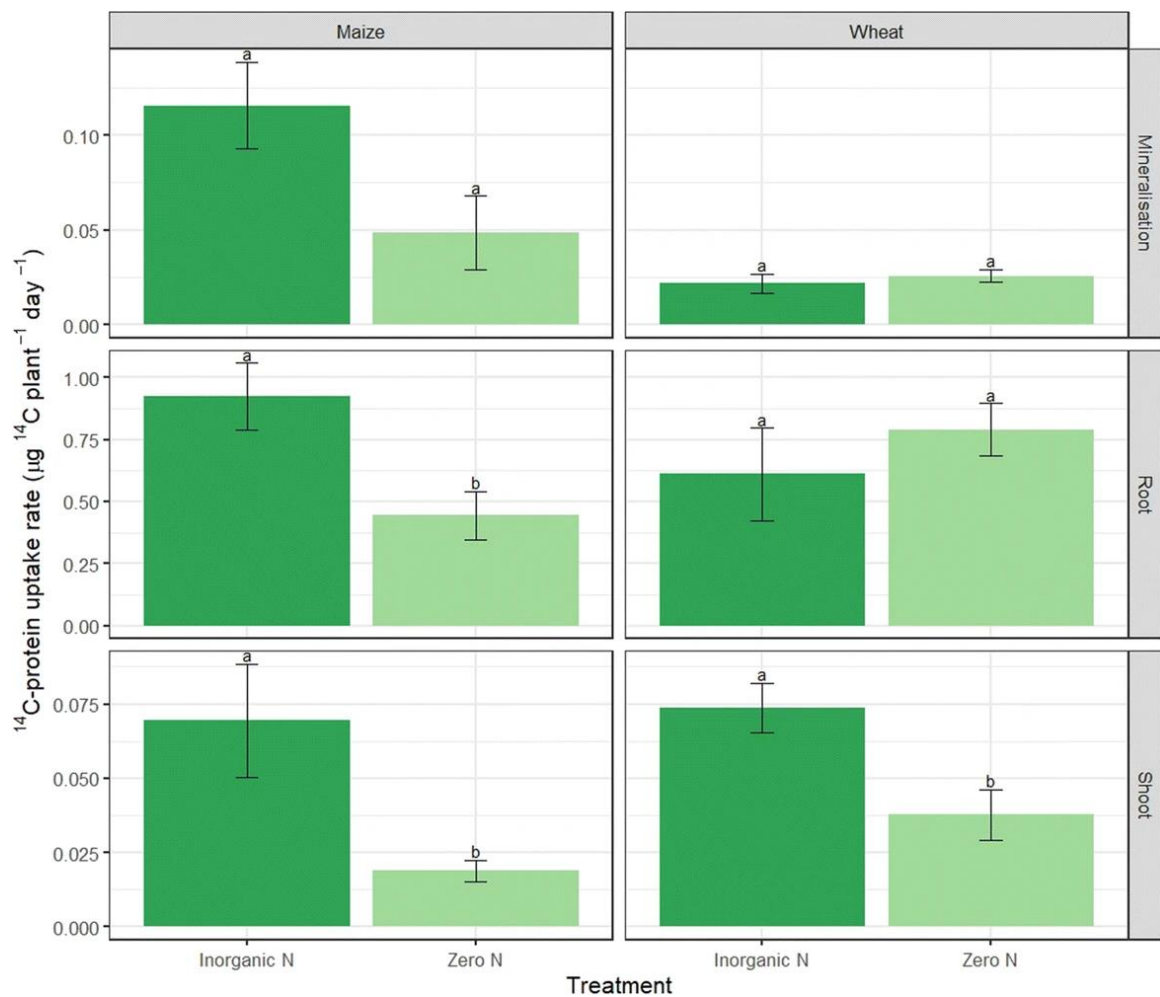 Maize
Wheat
a
a
a
a
0.10
0.05
0.00
Mineralisation
a
b
a
a
1.00
0.75
0.50
0.25
0.00
Root
a
b
a
b
0.075
0.050
0.025
0.000
Shoot
¹⁴C-protein uptake rate (μg ¹⁴C plant⁻¹ day ⁻¹)
Inorganic N
Zero N
Inorganic N
Zero N
Treatment